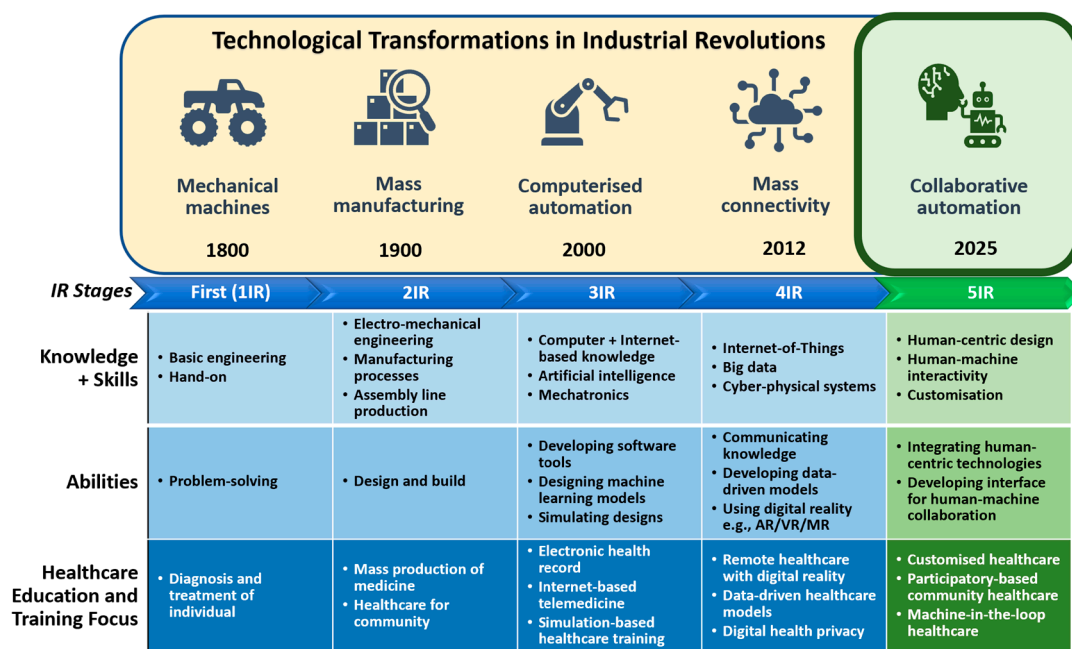 Technological Transformations in Industrial Revolutions
Mechanical
machines
1800
Mass
manufacturing
1900
Computerised
automation
2000
Mass
connectivity
2012
Collaborative
automation
2025
IR Stages
First (1IR)
2IR
3IR
4IR
5IR
Knowledge
+ Skills
• Basic engineering
• Hand-on
• Electro-mechanical
engineering
• Manufacturing
processes
• Assembly line
production
• Computer + Internet-
based knowledge
• Artificial intelligence
• Mechatronics
• Internet-of-Things
• Big data
• Cyber-physical systems
• Human-centric design
• Human-machine
interactivity
• Customisation
Abilities
• Problem-solving
• Design and build
• Developing software
tools
• Designing machine
learning models
• Simulating designs
• Communicating
knowledge
• Developing data-
driven models
• Using digital reality
e.g., AR/VR/MR
• Integrating human-
centric technologies
• Developing interface
for human-machine
collaboration
Healthcare
Education and
Training Focus
• Diagnosis and
treatment of
individual
• Mass production of
medicine
• Healthcare for
community
• Electronic health
record
• Internet-based
telemedicine
• Simulation-based
healthcare training
• Remote healthcare
with digital reality
• Data-driven healthcare
models
• Digital health privacy
• Customised healthcare
• Participatory-based
community healthcare
• Machine-in-the-loop
healthcare